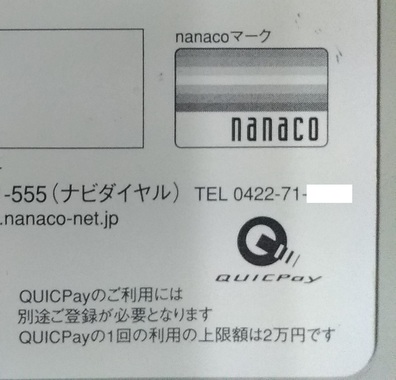 nanacoマーク
nanaco
-555（ナビダイヤル） TEL 0422-71-
.nanaco-net.jp
QUICPay
QUICPayのご利用には
別途ご登録が必要となります
QUICPayの1回の利用の上限額は2万円です